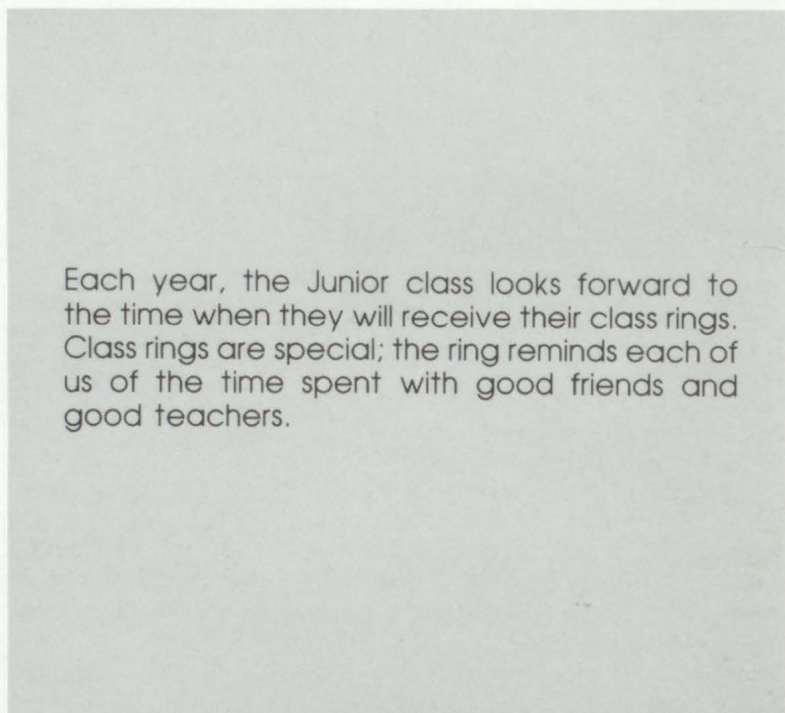 Each year, the Junior class looks forward to
the time when they will receive their class rings.
Class rings are special; the ring reminds each of
us of the time spent with good friends and
good teachers.